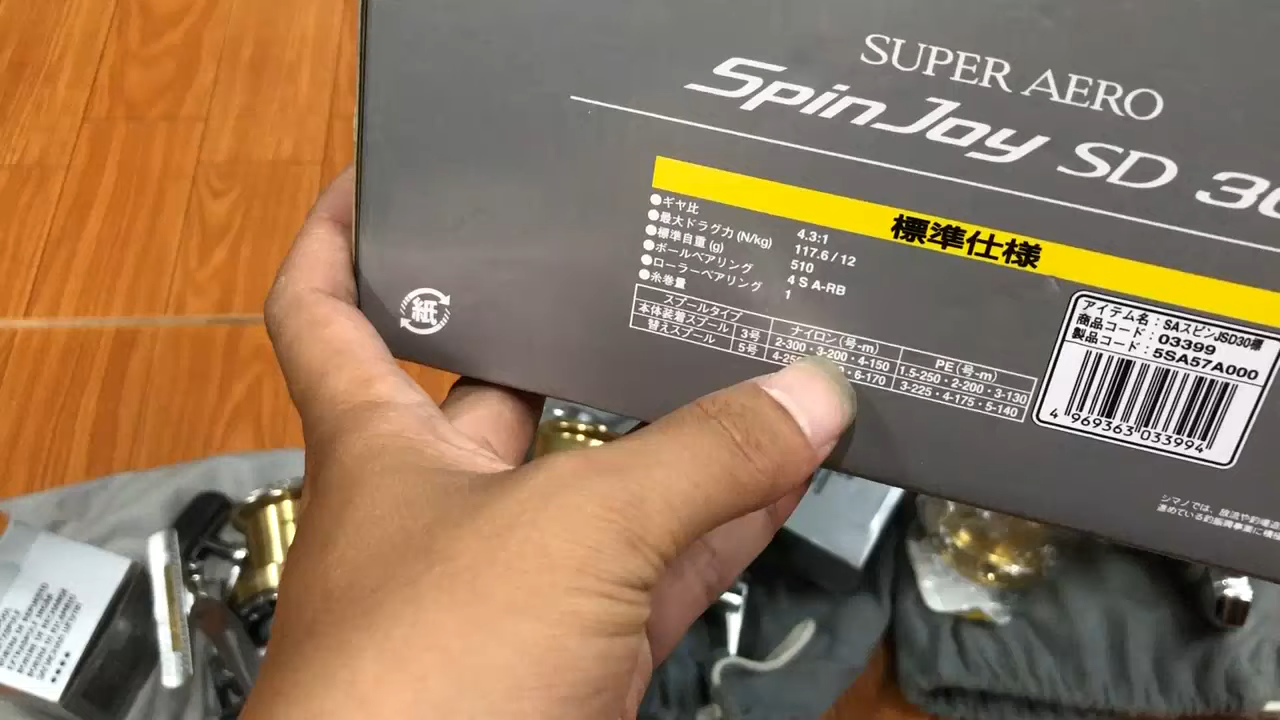 SUPER AERO
SpinJoy SD 30
標準仕様
●ギヤ比 4.3:1
●最大ドラグ力 (N/kg) 117.6/12
●標準自重 (g) 510
●ボールベアリング 4 S A-RB
●ローラーベアリング 1
●糸巻量
スプールタイプ ナイロン(号-m) PE(号-m)
本体装着スプール 3号 2-300・3-200・4-150 1.5-250・2-200・3-130
替えスプール 5号 ・6-170 3-225・4-175・5-140
アイテム名:SAスピンJSD30標
商品コード:03399
製品コード:5SA57A000
4 969363 033994
紙
シマノでは、放流や釣場